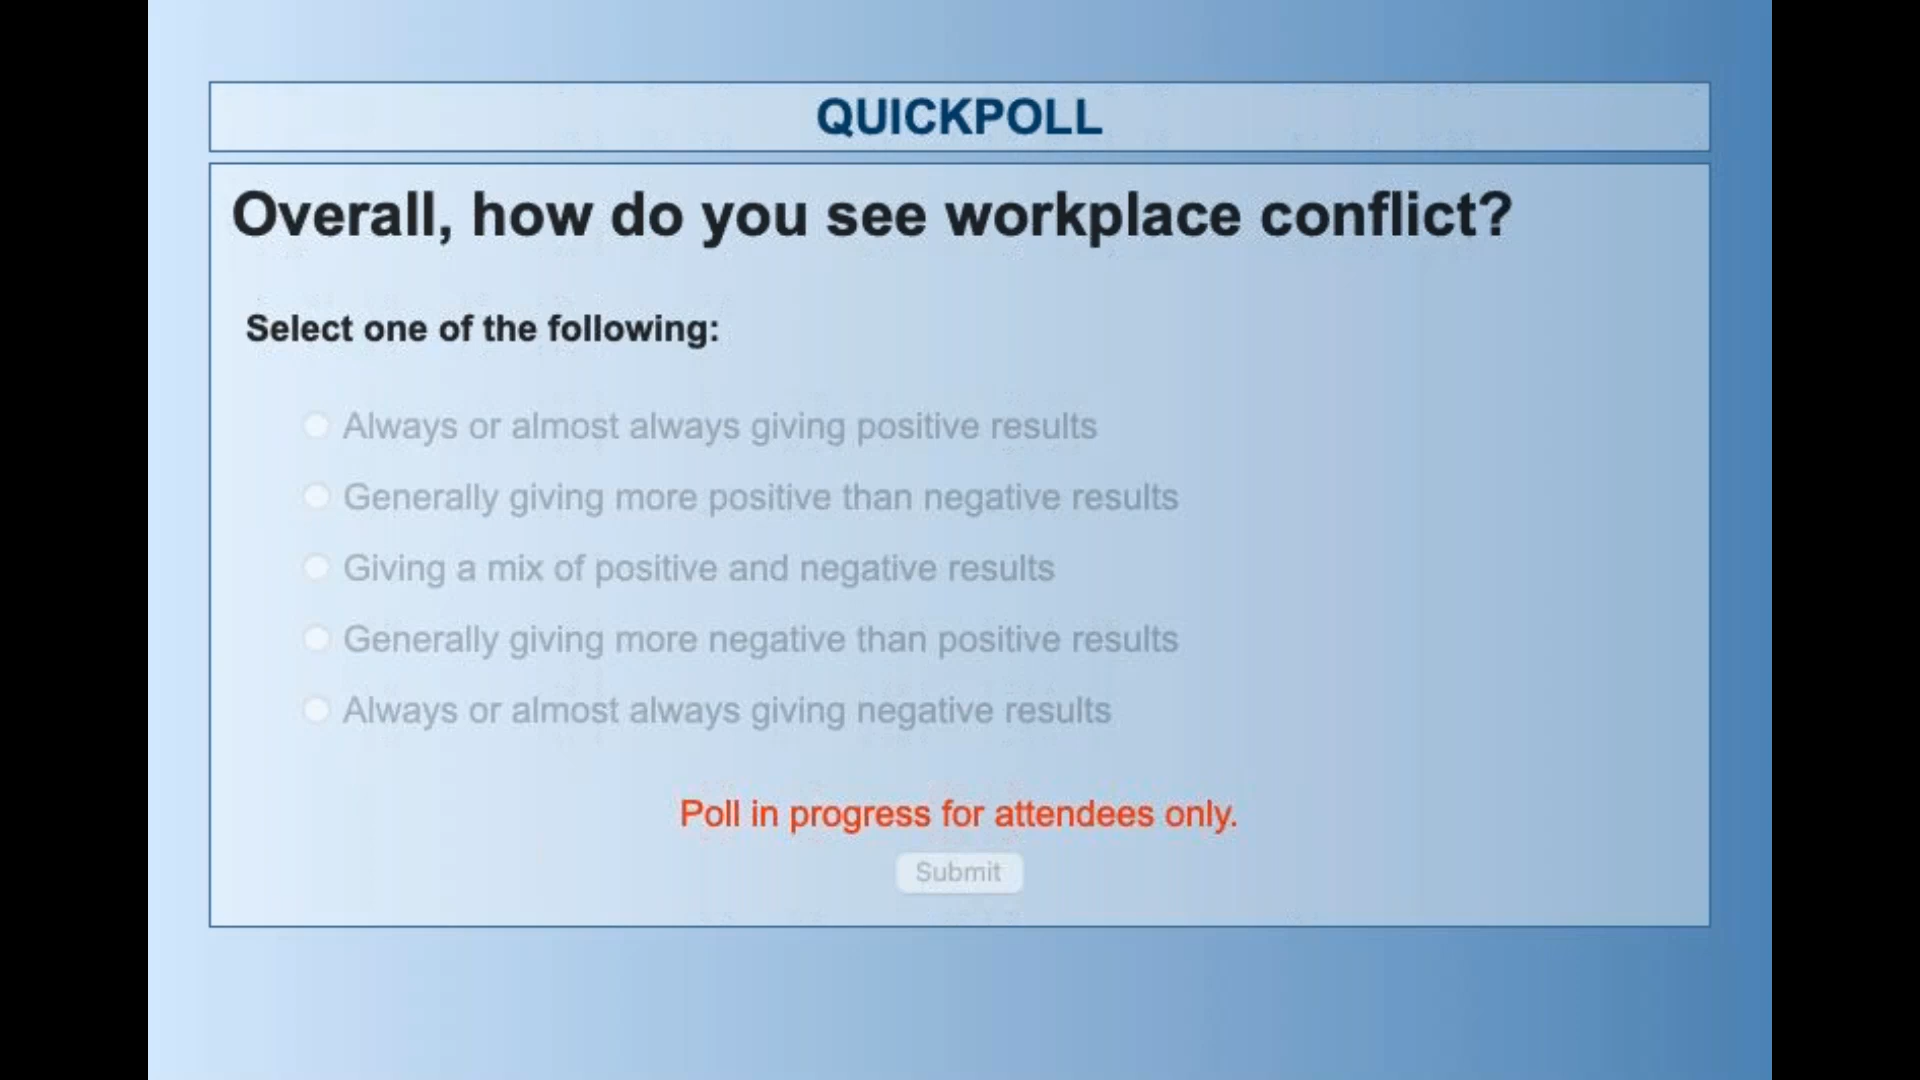 QUICKPOLL
Overall, how do you see workplace conflict?
Select one of the following:
Always or almost always giving positive results
Generally giving more positive than negative results
Giving a mix of positive and negative results
Generally giving more negative than positive results
Always or almost always giving negative results
Poll in progress for attendees only.
Submit